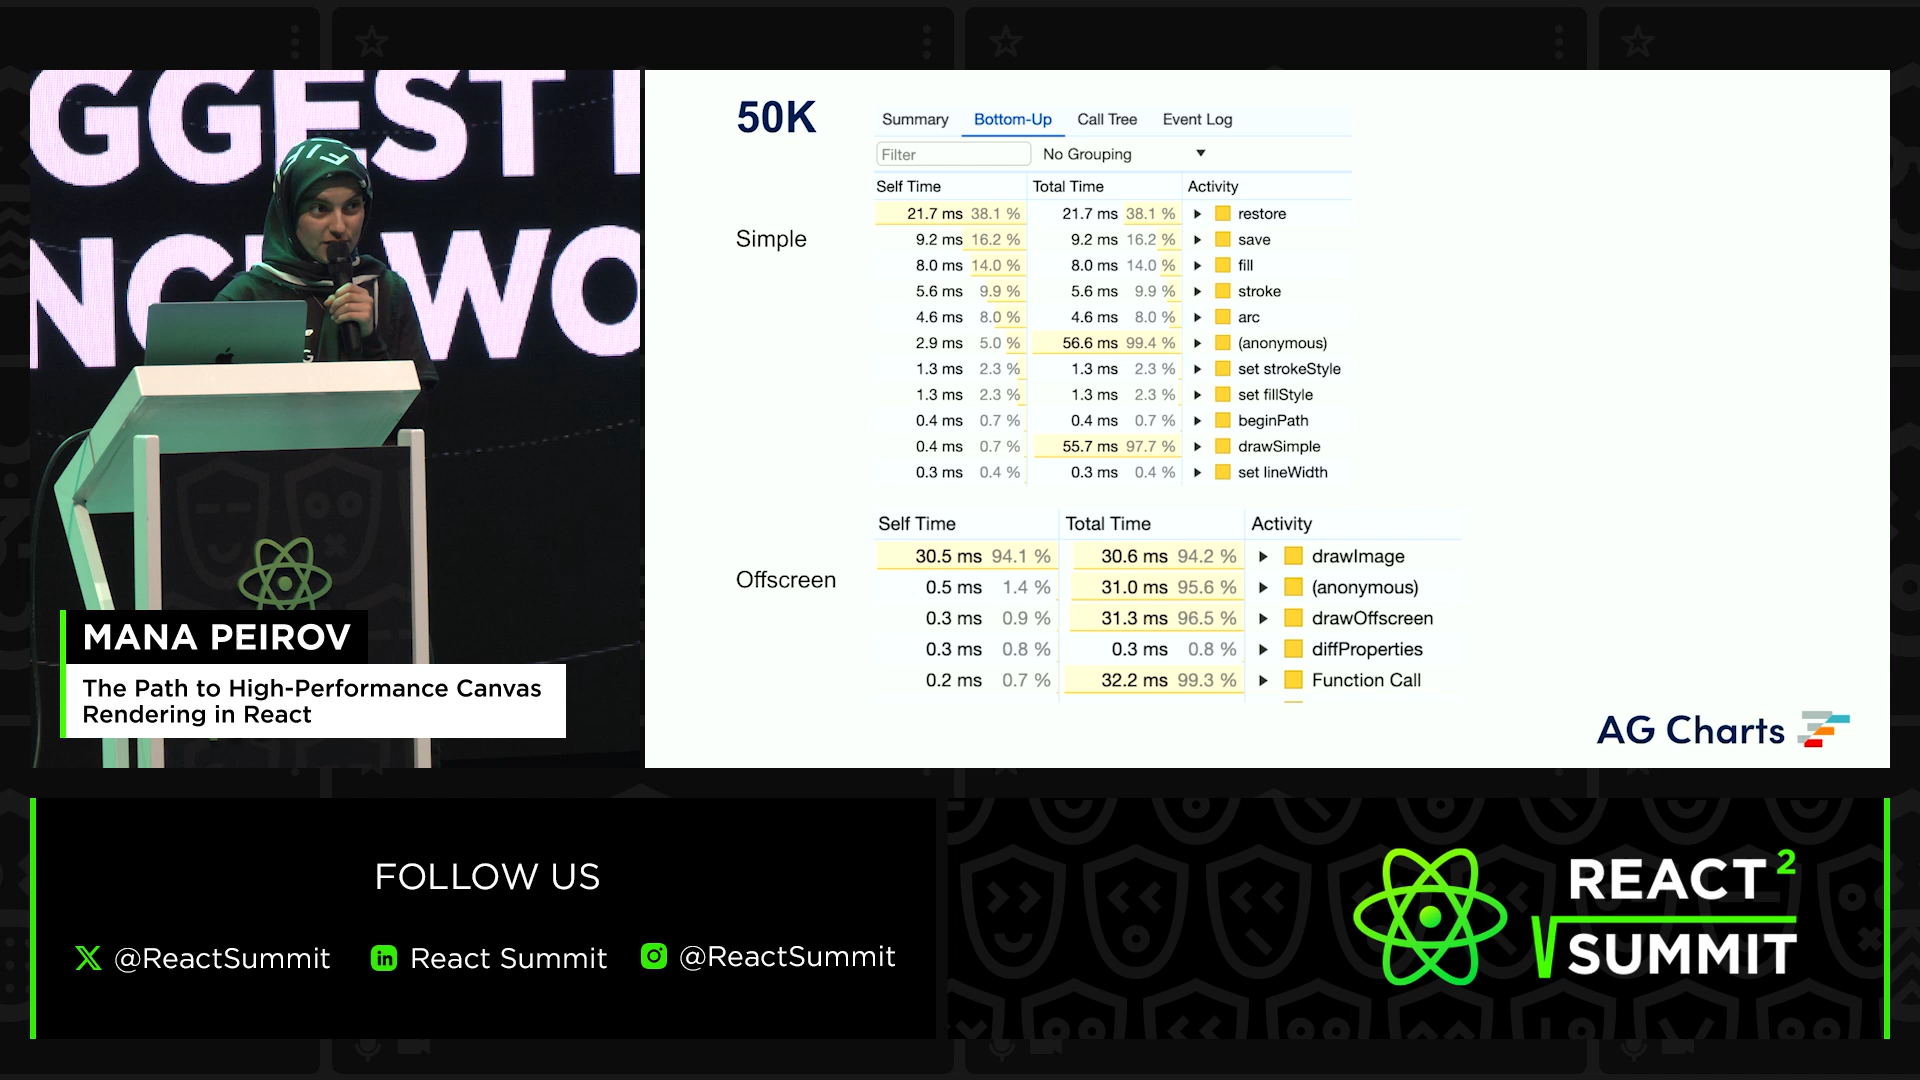 GGEST
NC WO
MANA PEIROV
The Path to High-Performance Canvas
Rendering in React
50K
Summary Bottom-Up Call Tree Event Log
Filter No Grouping
Simple
Self Time Total Time Activity
21.7 ms 38.1 % 21.7 ms 38.1 % restore
9.2 ms 16.2 % 9.2 ms 16.2 % save
8.0 ms 14.0 % 8.0 ms 14.0 % fill
5.6 ms 9.9 % 5.6 ms 9.9 % stroke
4.6 ms 8.0 % 4.6 ms 8.0 % arc
2.9 ms 5.0 % 56.6 ms 99.4 % (anonymous)
1.3 ms 2.3 % 1.3 ms 2.3 % set strokeStyle
1.3 ms 2.3 % 1.3 ms 2.3 % set fillStyle
0.4 ms 0.7 % 0.4 ms 0.7 % beginPath
0.4 ms 0.7 % 55.7 ms 97.7 % drawSimple
0.3 ms 0.4 % 0.3 ms 0.4 % set lineWidth
Offscreen
Self Time Total Time Activity
30.5 ms 94.1 % 30.6 ms 94.2 % drawImage
0.5 ms 1.4 % 31.0 ms 95.6 % (anonymous)
0.3 ms 0.9 % 31.3 ms 96.5 % drawOffscreen
0.3 ms 0.8 % 0.3 ms 0.8 % diffProperties
0.2 ms 0.7 % 32.2 ms 99.3 % Function Call
AG Charts
FOLLOW US
@ReactSummit in React Summit @ReactSummit
REACT 2
SUMMIT